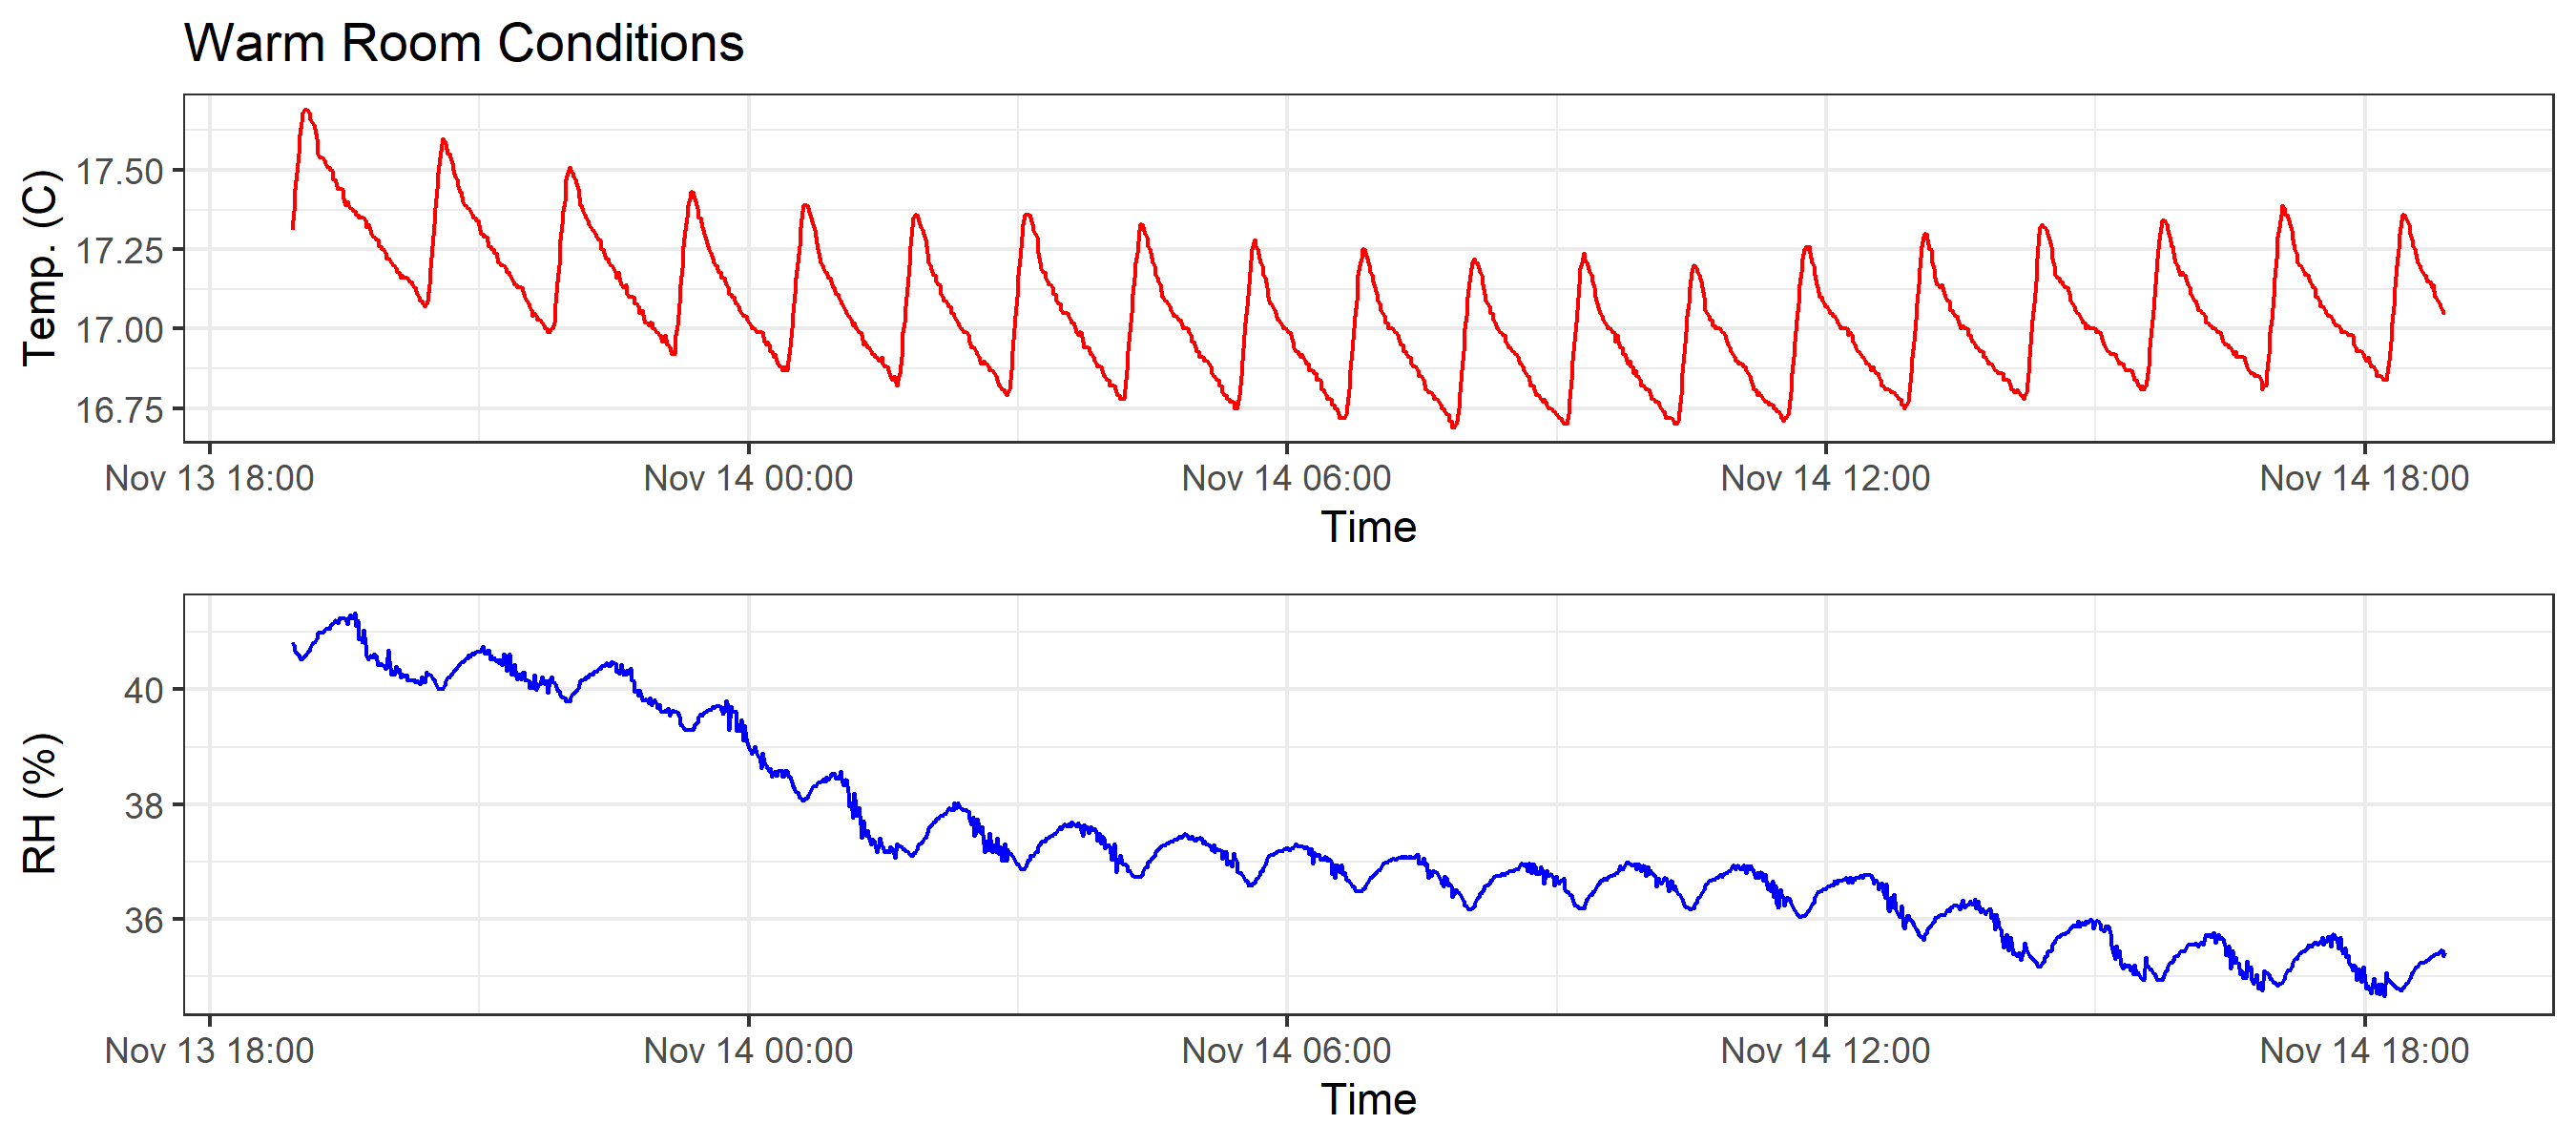 Warm Room Conditions
Temp. (C)
17.50
17.25
17.00
16.75
Nov 13 18:00 Nov 14 00:00 Nov 14 06:00 Nov 14 12:00 Nov 14 18:00
Time
RH (%)
40
38
36
Nov 13 18:00 Nov 14 00:00 Nov 14 06:00 Nov 14 12:00 Nov 14 18:00
Time